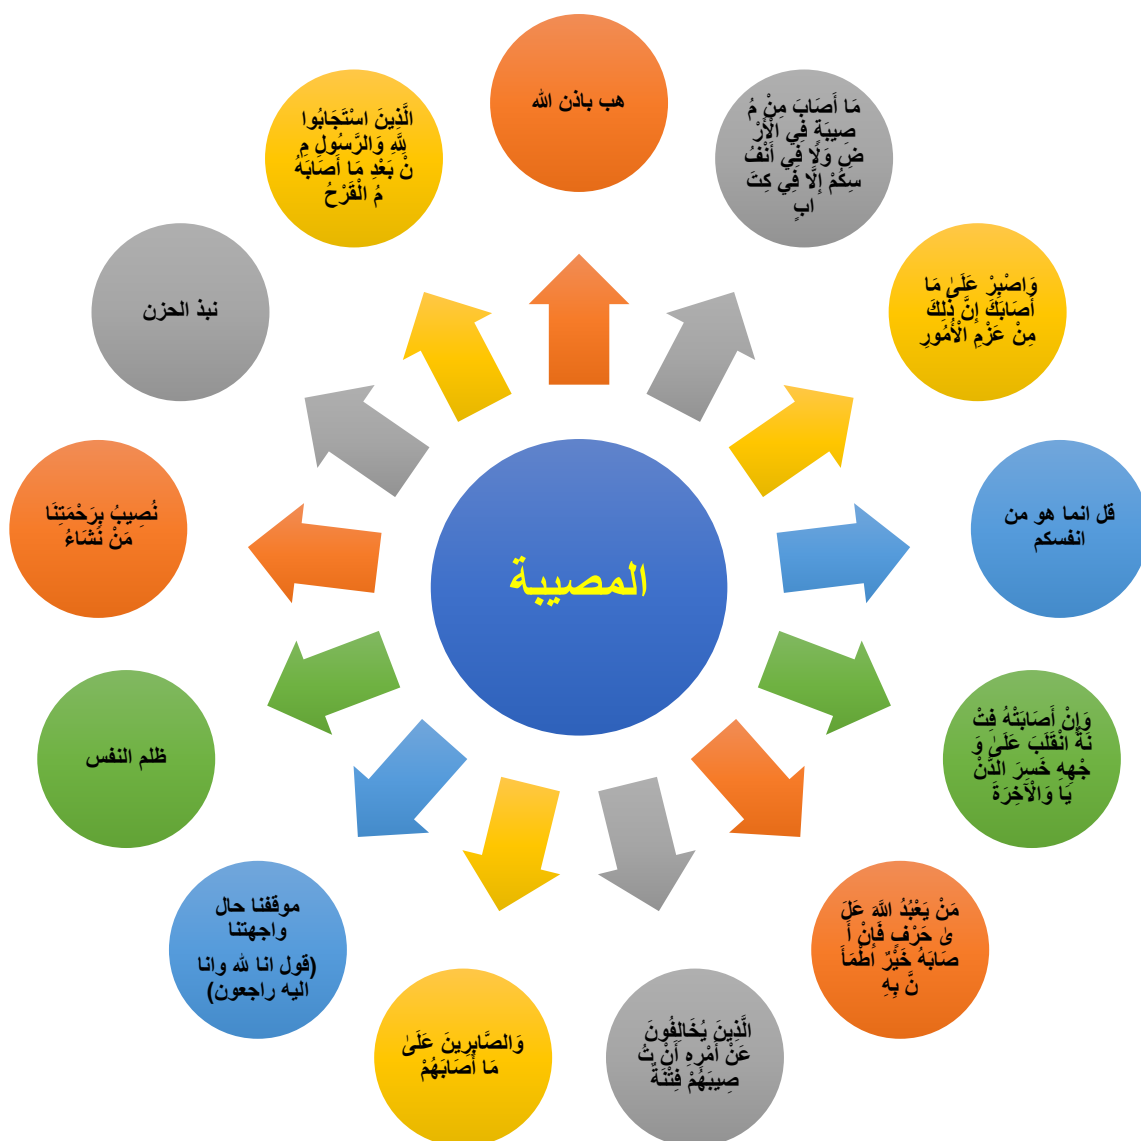 المصيبة
هب باذن الله
مَا أَصَابَ مِنْ مُ
صِيبَةٍ فِي الْأَرْ
ضِ وَلَا فِي أَنْفُ
سِكُمْ إِلَّا فِي كِتَ
ابٍ
وَاصْبِرْ عَلَىٰ مَا
أَصَابَكَ إِنَّ ذَٰلِكَ
مِنْ عَزْمِ الْأُمُورِ
قل انما هو من
انفسكم
وَإِنْ أَصَابَتْهُ فِتْ
نَةٌ انْقَلَبَ عَلَىٰ وَ
جْهِهِ خَسِرَ الدُّنْ
يَا وَالْآخِرَةَ
مَنْ يَعْبُدُ اللَّهَ عَلَ
ىٰ حَرْفٍ فَإِنْ أَ
صَابَهُ خَيْرٌ اطْمَأَ
نَّ بِهِ
الَّذِينَ يُخَالِفُونَ
عَنْ أَمْرِهِ أَنْ تُ
صِيبَهُمْ فِتْنَةٌ
وَالصَّابِرِينَ عَلَىٰ
مَا أَصَابَهُمْ
موقفنا حال
واجهتنا
(قول انا لله وانا
اليه راجعون)
ظلم النفس
نُصِيبُ بِرَحْمَتِنَا
مَنْ نَشَاءُ
نبذ الحزن
الَّذِينَ اسْتَجَابُوا
لِلَّهِ وَالرَّسُولِ مِ
نْ بَعْدِ مَا أَصَابَهُ
مُ الْقَرْحُ